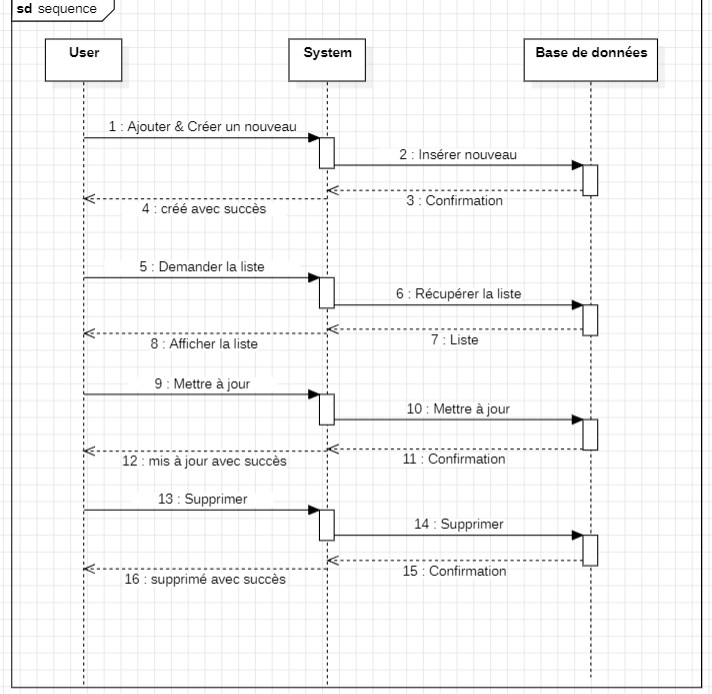 sd sequence
User
System
Base de données
1 : Ajouter & Créer un nouveau
2 : Insérer nouveau
3 : Confirmation
4 : créé avec succès
5 : Demander la liste
6 : Récupérer la liste
7 : Liste
8 : Afficher la liste
9 : Mettre à jour
10 : Mettre à jour
11 : Confirmation
12 : mis à jour avec succès
13 : Supprimer
14 : Supprimer
15 : Confirmation
16 : supprimé avec succès